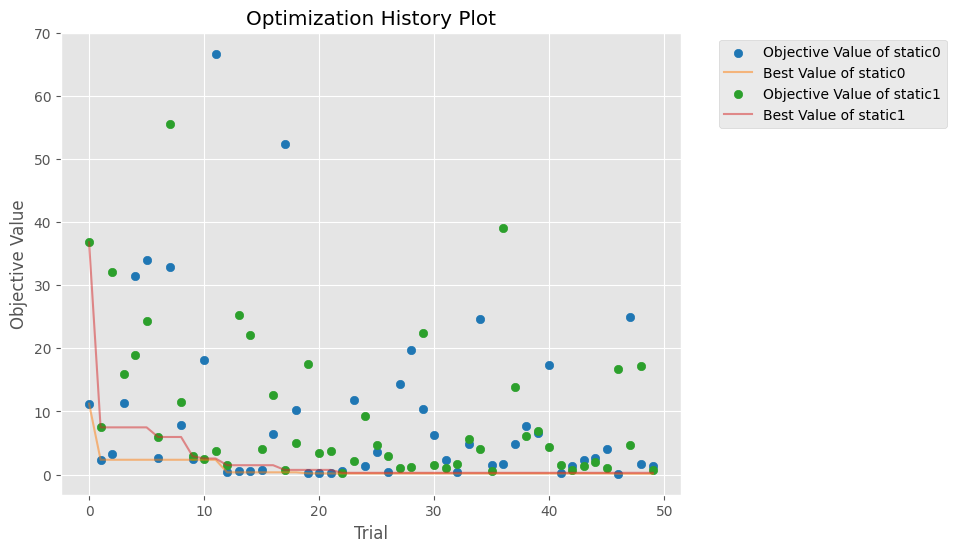 Optimization History Plot
Objective Value
70
60
50
40
30
20
10
0
0
10
20
30
40
50
Trial
Objective Value of static0
Best Value of static0
Objective Value of static1
Best Value of static1